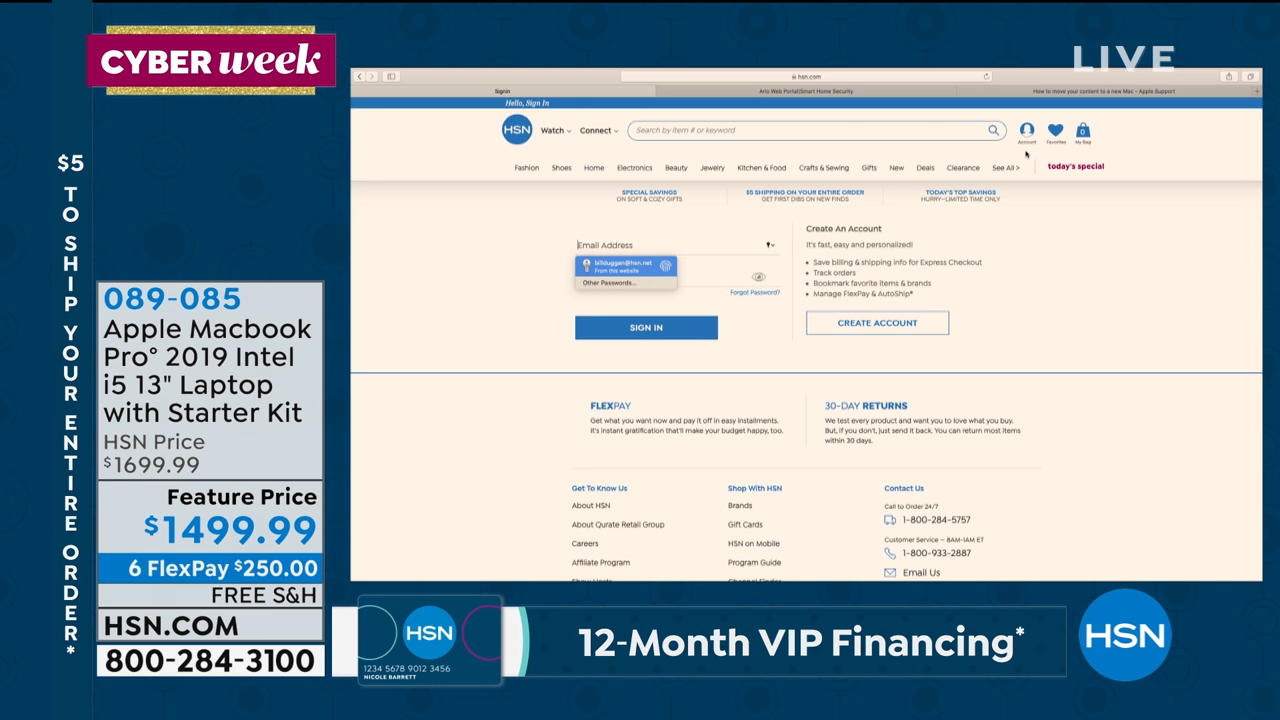 CYBER week
LIVE
$5 TO SHIP YOUR ENTIRE ORDER*
089-085
Apple Macbook
Pro° 2019 Intel
i5 13" Laptop
with Starter Kit
HSN Price
$1699.99
Feature Price
$1499.99
6 FlexPay $250.00
FREE S&H
HSN.COM
800-284-3100
hsn.com
Signin
Arlo Web Portal|Smart Home Security
How to move your content to a new Mac - Apple Support
Hello, Sign In
HSN
Watch
Connect
Search by item # or keyword
Account
Favorites
0
My Bag
Fashion
Shoes
Home
Electronics
Beauty
Jewelry
Kitchen & Food
Crafts & Sewing
Gifts
New
Deals
Clearance
See All >
today's special
SPECIAL SAVINGS
ON SOFT & COZY GIFTS
$5 SHIPPING ON YOUR ENTIRE ORDER
GET FIRST DIBS ON NEW FINDS
TODAY'S TOP SAVINGS
HURRY-LIMITED TIME ONLY
Email Address
billduggan@hsn.net
From this website
Other Passwords...
Forgot Password?
SIGN IN
Create An Account
It's fast, easy and personalized!
• Save billing & shipping info for Express Checkout
• Track orders
• Bookmark favorite items & brands
• Manage FlexPay & AutoShip®
CREATE ACCOUNT
FLEXPAY
Get what you want now and pay it off in easy installments.
It's instant gratification that'll make your budget happy, too.
30-DAY RETURNS
We test every product and want you to love what you buy.
But, if you don't, just send it back. You can return most items
within 30 days.
Get To Know Us
About HSN
About Qurate Retail Group
Careers
Affiliate Program
Shop With HSN
Brands
Gift Cards
HSN on Mobile
Program Guide
Contact Us
Call to Order 24/7
1-800-284-5757
Customer Service – 8AM-1AM ET
1-800-933-2887
Email Us
HSN
1234 5678 9012 3456
NICOLE BARRETT
12-Month VIP Financing*
HSN